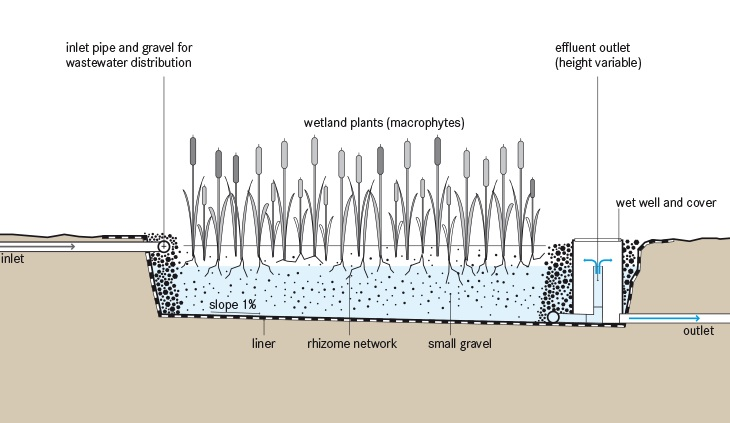 inlet pipe and gravel for
wastewater distribution
effluent outlet
(height variable)
wetland plants (macrophytes)
wet well and cover
inlet
slope 1%
outlet
liner
rhizome network
small gravel